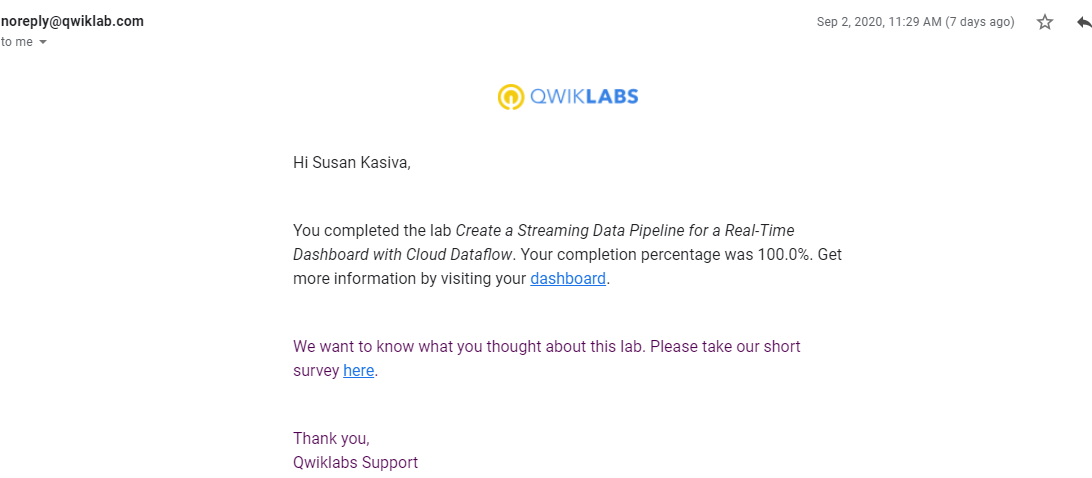 noreply@qwiklab.com
Sep 2, 2020, 11:29 AM (7 days ago)
to me
QWIKLABS
Hi Susan Kasiva,
You completed the lab Create a Streaming Data Pipeline for a Real-Time
Dashboard with Cloud Dataflow. Your completion percentage was 100.0%. Get
more information by visiting your dashboard.
We want to know what you thought about this lab. Please take our short
survey here.
Thank you,
Qwiklabs Support